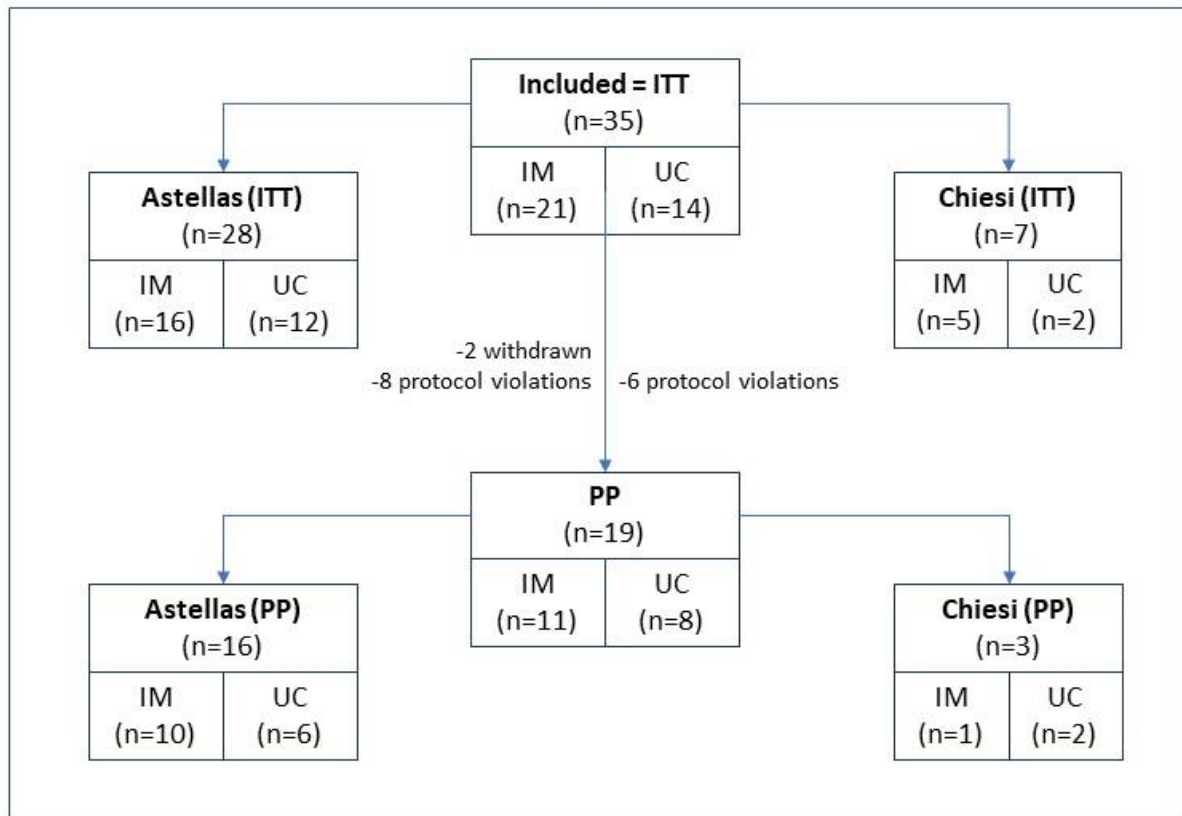 Included = ITT
(n=35)
IM
(n=21)
UC
(n=14)
Astellas (ITT)
(n=28)
IM
(n=16)
UC
(n=12)
Chiesi (ITT)
(n=7)
IM
(n=5)
UC
(n=2)
-2 withdrawn
-8 protocol violations
-6 protocol violations
PP
(n=19)
IM
(n=11)
UC
(n=8)
Astellas (PP)
(n=16)
IM
(n=10)
UC
(n=6)
Chiesi (PP)
(n=3)
IM
(n=1)
UC
(n=2)